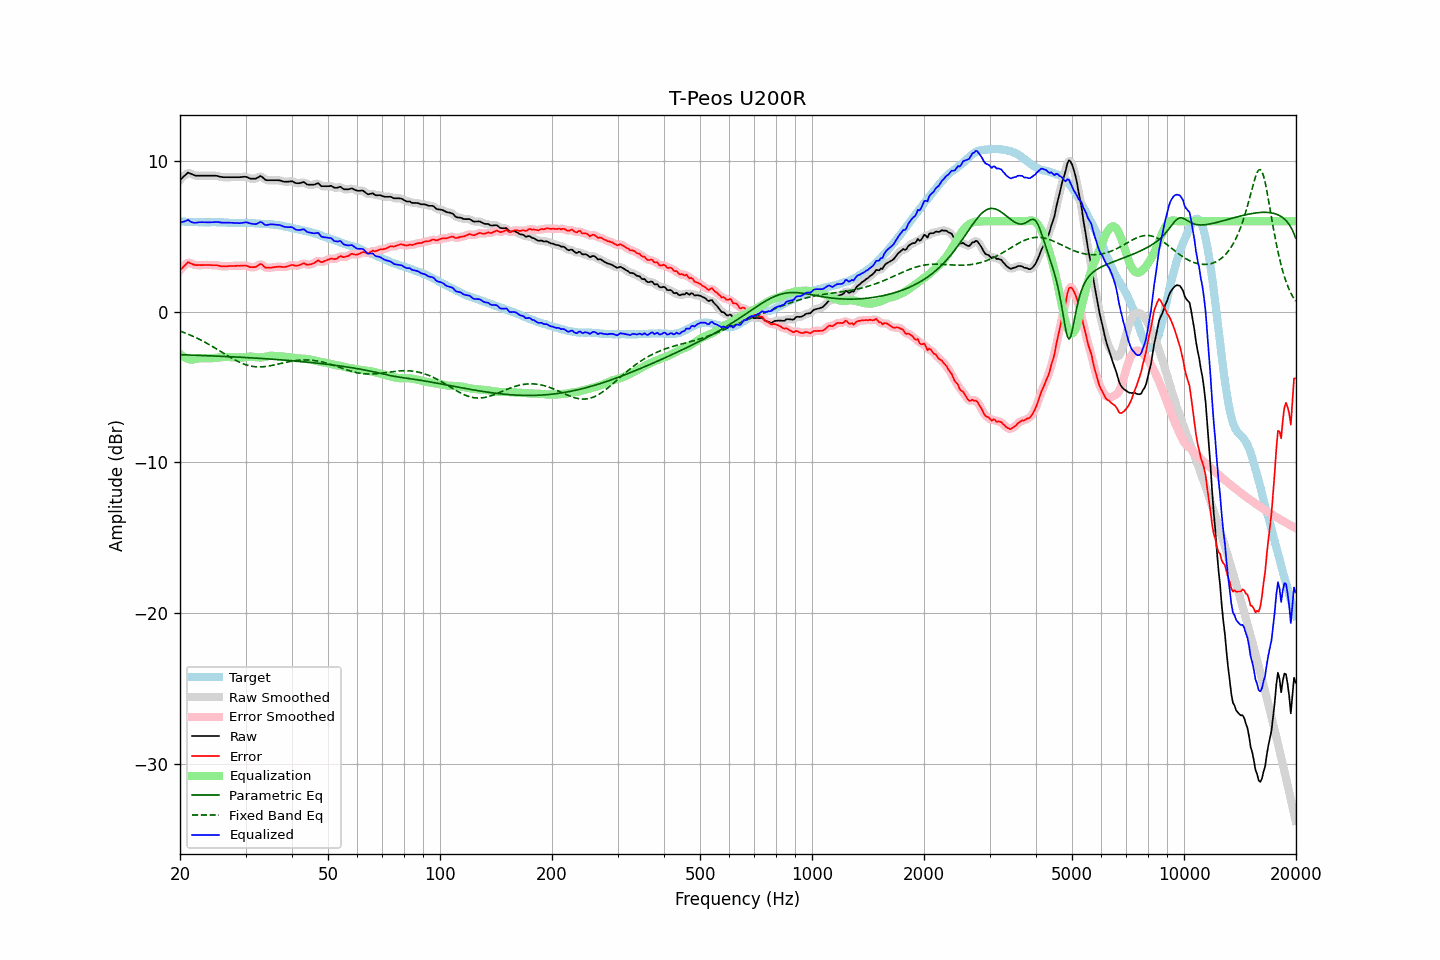 T-Peos U200R
Amplitude (dBr)
10
0
−10
−20
−30
Target
Raw Smoothed
Error Smoothed
Raw
Error
Equalization
Parametric Eq
Fixed Band Eq
Equalized
20 50 100 200 500 1000 2000 5000 10000 20000
Frequency (Hz)